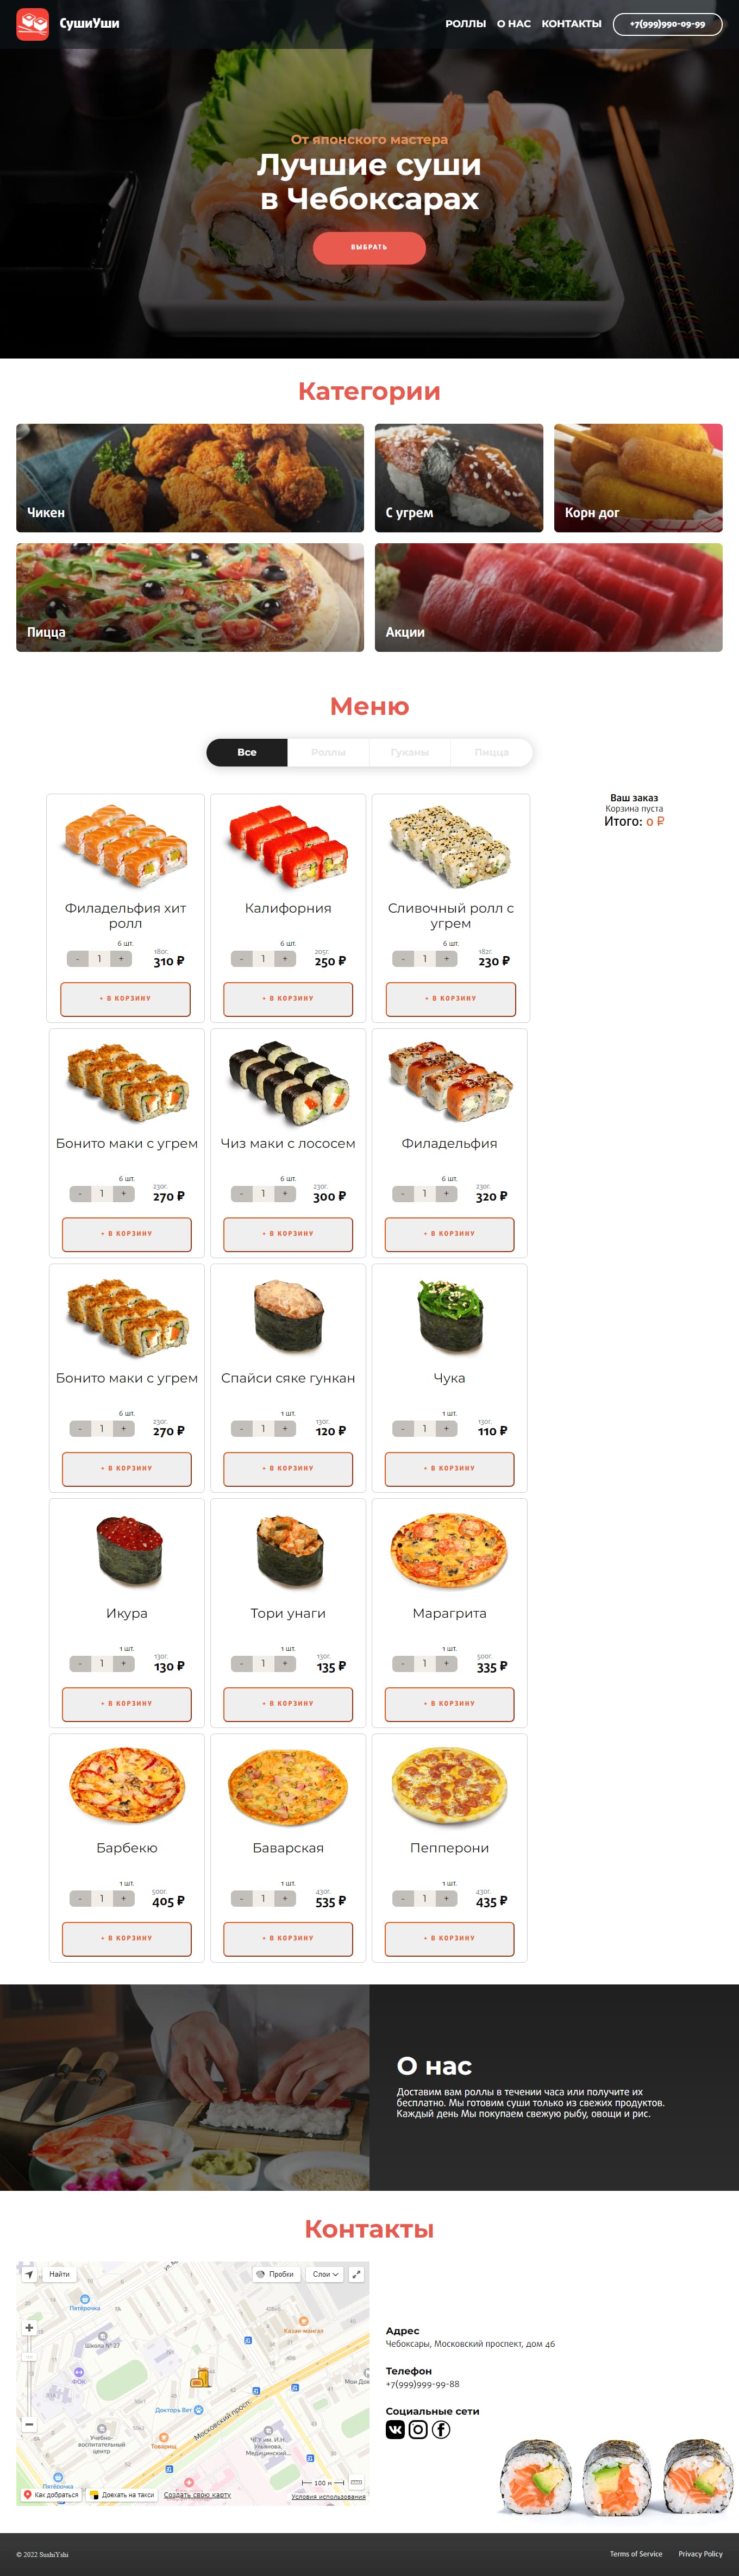 СушиУши
РОЛЛЫ О НАС КОНТАКТЫ +7(999)990-09-99
От японского мастера
Лучшие суши
в Чебоксарах
ВЫБРАТЬ
Категории
Чикен
С угрем
Корн дог
Пицца
Акции
Меню
Все Роллы Гуканы Пицца
Ваш заказ
Корзина пуста
Итого: 0 ₽
Филадельфия хит
ролл
6 шт.
- 1 + 180г.
310 ₽
+ В КОРЗИНУ
Калифорния
6 шт.
- 1 + 205г.
250 ₽
+ В КОРЗИНУ
Сливочный ролл с
угрем
6 шт.
- 1 + 182г.
230 ₽
+ В КОРЗИНУ
Бонито маки с угрем
6 шт.
- 1 + 230г.
270 ₽
+ В КОРЗИНУ
Чиз маки с лососем
6 шт.
- 1 + 230г.
300 ₽
+ В КОРЗИНУ
Филадельфия
6 шт.
- 1 + 230г.
320 ₽
+ В КОРЗИНУ
Бонито маки с угрем
6 шт.
- 1 + 230г.
270 ₽
+ В КОРЗИНУ
Спайси сяке гункан
1 шт.
- 1 + 130г.
120 ₽
+ В КОРЗИНУ
Чука
1 шт.
- 1 + 130г.
110 ₽
+ В КОРЗИНУ
Икура
1 шт.
- 1 + 130г.
130 ₽
+ В КОРЗИНУ
Тори унаги
1 шт.
- 1 + 130г.
135 ₽
+ В КОРЗИНУ
Марагрита
1 шт.
- 1 + 500г.
335 ₽
+ В КОРЗИНУ
Барбекю
1 шт.
- 1 + 500г.
405 ₽
+ В КОРЗИНУ
Баварская
1 шт.
- 1 + 430г.
535 ₽
+ В КОРЗИНУ
Пепперони
1 шт.
- 1 + 430г.
435 ₽
+ В КОРЗИНУ
О нас
Доставим вам роллы в течении часа или получите их
бесплатно. Мы готовим суши только из свежих продуктов.
Каждый день Мы покупаем свежую рыбу, овощи и рис.
Контакты
Найти
Пробки
Слои
Пятёрочка
Казан-мангал
Школа № 27
ФОК
Мои Док
Докторъ Вет
Московский просп.
Учебно-
воспитательный
центр
Товарищ
ЧГУ им. И.Н.
Ульянова,
Медицинский...
Пятёрочка
100 м
Как добраться
Доехать на такси
Создать свою карту
Условия использования
Адрес
Чебоксары, Московский проспект, дом 46
Телефон
+7(999)999-99-88
Социальные сети
© 2022 SushiYshi
Terms of Service Privacy Policy